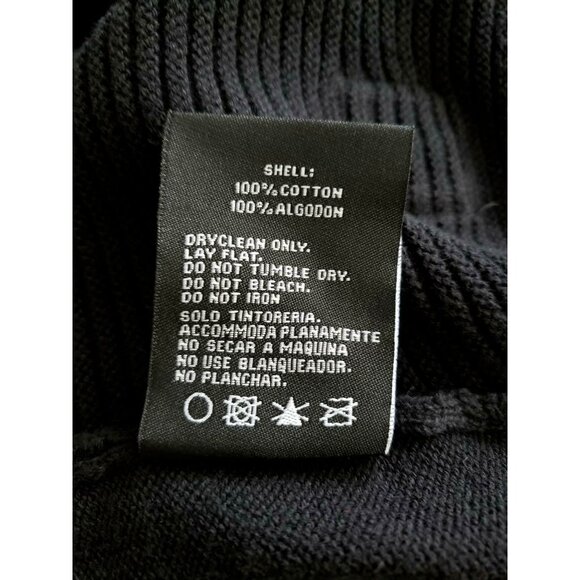 SHELL:
100% COTTON
100% ALGODON
DRYCLEAN ONLY.
LAY FLAT.
DO NOT TUMBLE DRY.
DO NOT BLEACH.
DO NOT IRON
SOLO TINTORERIA.
ACCOMMODA PLANAMENTE
NO SECAR A MAQUINA
NO USE BLANQUEADOR.
NO PLANCHAR.